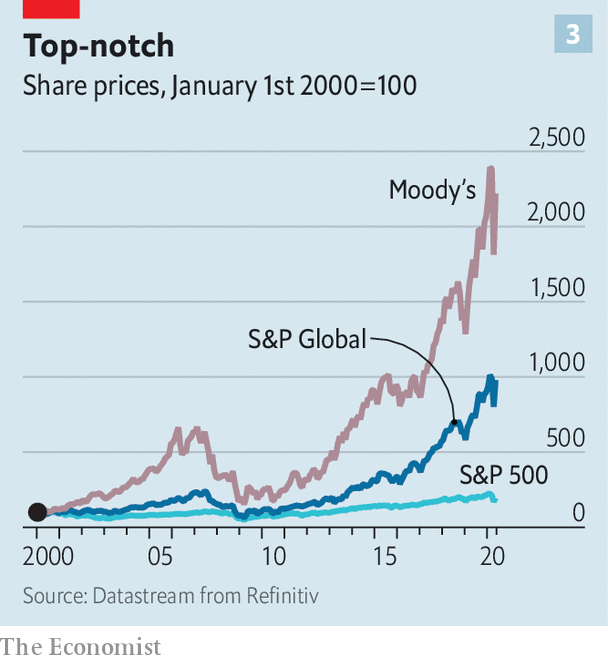 3
Top-notch
Share prices, January 1st 2000=100
2,500
Moody's
2,000
1,500
S&P Global
1,000
500
S&P 500
0
2000 05 10 15 20
Source: Datastream from Refinitiv
The Economist